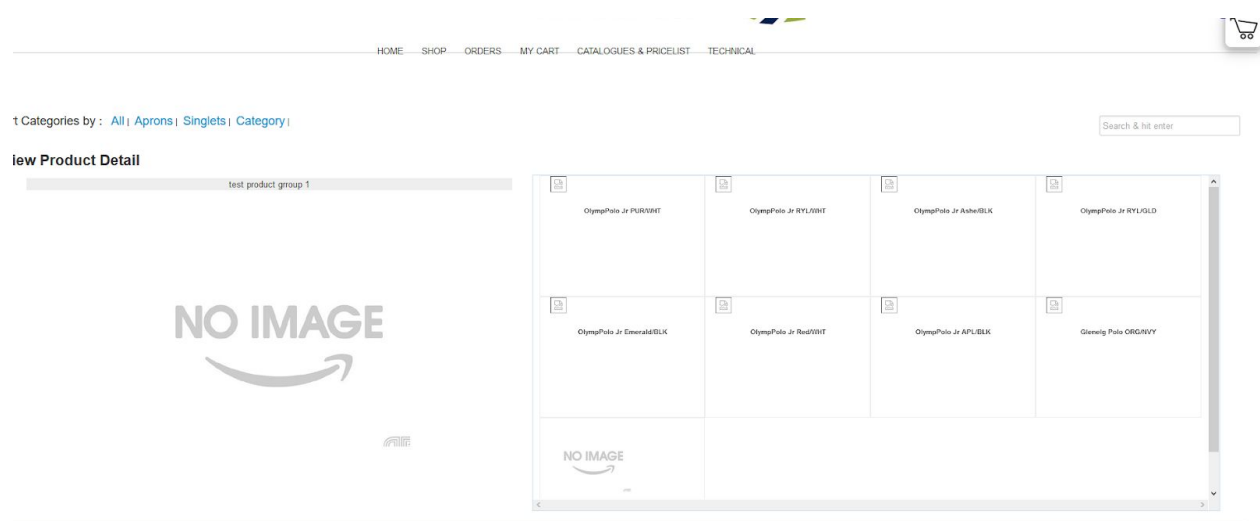 HOME SHOP ORDERS MY CART CATALOGUES & PRICELIST TECHNICAL
t Categories by : All | Aprons | Singlets | Category |
Search & hit enter
iew Product Detail
test product grroup 1
NO IMAGE
OlympPolo Jr PUR/WHT
OlympPolo Jr RYL/WHT
OlympPolo Jr Ashe/BLK
OlympPolo Jr RYL/GLD
OlympPolo Jr Emerald/BLK
OlympPolo Jr Red/WHT
OlympPolo Jr APL/BLK
Glenelg Polo ORG/NVY
NO IMAGE